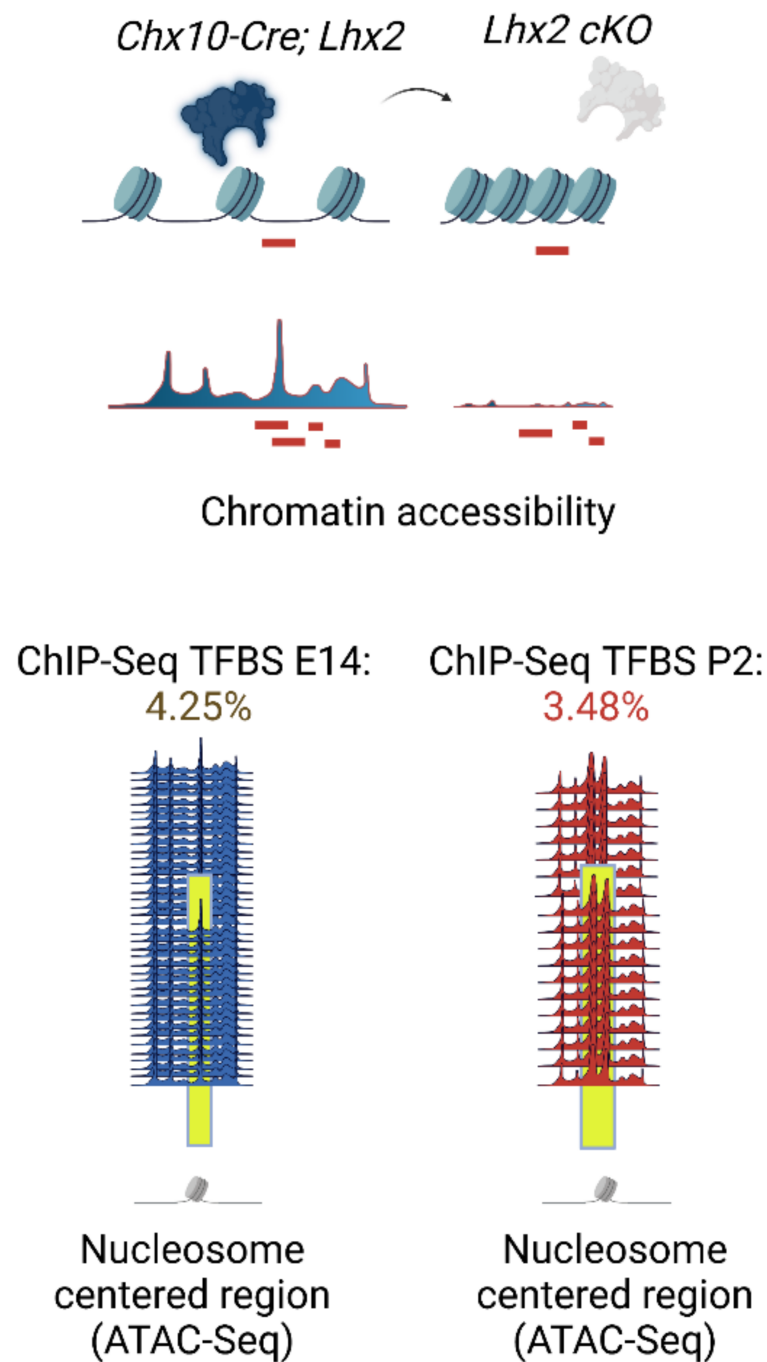 Chx10-Cre; Lhx2
Lhx2 cKO
Chromatin accessibility
ChIP-Seq TFBS E14:
4.25%
ChIP-Seq TFBS P2:
3.48%
Nucleosome
centered region
(ATAC-Seq)
Nucleosome
centered region
(ATAC-Seq)